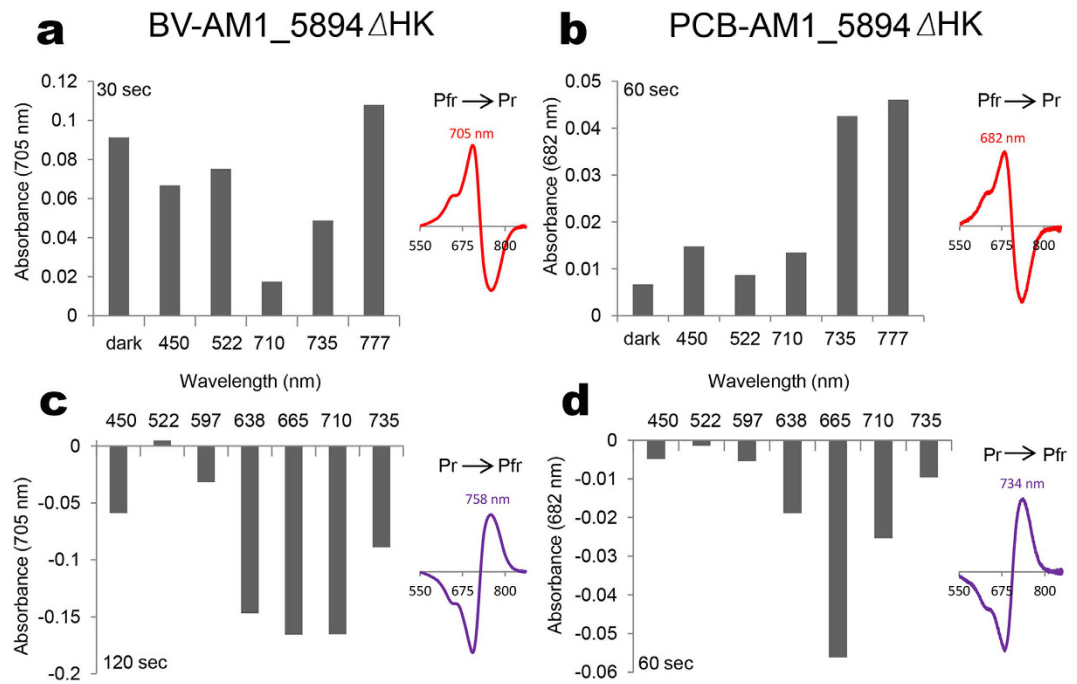 a BV-AM1_5894 ΔHK
30 sec
Absorbance (705 nm)
0.12
0.1
0.08
0.06
0.04
0.02
0
dark 450 522 710 735 777
Wavelength (nm)
Pfr → Pr
705 nm
550 675 800
b PCB-AM1_5894 ΔHK
60 sec
Absorbance (682 nm)
0.05
0.04
0.03
0.02
0.01
0
dark 450 522 710 735 777
Wavelength (nm)
Pfr → Pr
682 nm
550 675 800
c
450 522 597 638 665 710 735
Absorbance (705 nm)
0
-0.05
-0.1
-0.15
-0.2
120 sec
Pr → Pfr
758 nm
550 675 800
d
450 522 597 638 665 710 735
Absorbance (682 nm)
0
-0.01
-0.02
-0.03
-0.04
-0.05
-0.06
60 sec
Pr → Pfr
734 nm
550 675 800